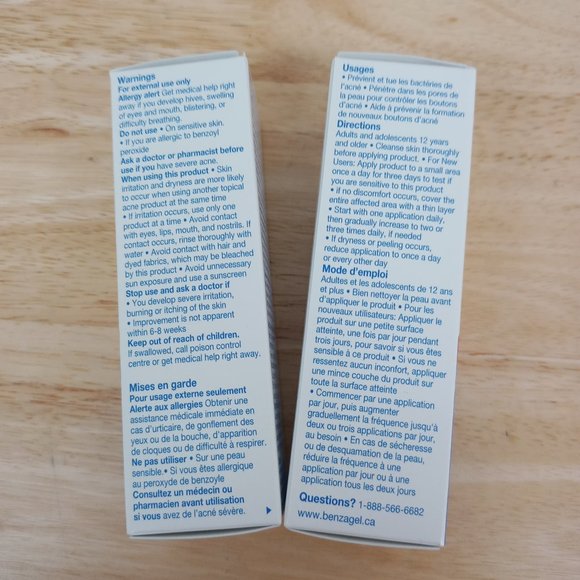 Warnings
For external use only
Allergy alert Get medical help right
away if you develop hives, swelling
of eyes and mouth, blistering, or
difficulty breathing.
Do not use • On sensitive skin.
• If you are allergic to benzoyl
peroxide
Ask a doctor or pharmacist before
use if you have severe acne.
When using this product • Skin
irritation and dryness are more likely
to occur when using another topical
acne product at the same time
• If irritation occurs, use only one
product at a time • Avoid contact
with eyes, lips, mouth, and nostrils. If
contact occurs, rinse thoroughly with
water • Avoid contact with hair and
dyed fabrics, which may be bleached
by this product • Avoid unnecessary
sun exposure and use a sunscreen
Stop use and ask a doctor if
• You develop severe irritation,
burning or itching of the skin
• Improvement is not apparent
within 6-8 weeks
Keep out of reach of children.
If swallowed, call poison control
centre or get medical help right away.
Mises en garde
Pour usage externe seulement
Alerte aux allergies Obtenir une
assistance médicale immédiate en
cas d'urticaire, de gonflement des
yeux ou de la bouche, d'apparition
de cloques ou de difficulté à respirer.
Ne pas utiliser • Sur une peau
sensible.• Si vous êtes allergique
au peroxyde de benzoyle
Consultez un médecin ou
pharmacien avant utilisation
si vous avez de l'acné sévère.
Usages
• Prévient et tue les bactéries de
l'acné • Pénètre dans les pores de
la peau pour contrôler les boutons
d'acné • Aide à prévenir la formation
de nouveaux boutons d'acné
Directions
Adults and adolescents 12 years
and older • Cleanse skin thoroughly
before applying product. • For New
Users: Apply product to a small area
once a day for three days to test if
you are sensitive to this product
• if no discomfort occurs, cover the
entire affected area with a thin layer
• Start with one application daily,
then gradually increase to two or
three times daily, if needed
• If dryness or peeling occurs,
reduce application to once a day
or every other day
Mode d'emploi
Adultes et les adolescents de 12 ans
et plus • Bien nettoyer la peau avant
d'appliquer le produit • Pour les
nouveaux utilisateurs: Appliquer le
produit sur une petite surface
atteinte, une fois par jour pendant
trois jours, pour savoir si vous êtes
sensible à ce produit • Si vous ne
ressentez aucun inconfort, appliquer
une mince couche du produit sur
toute la surface atteinte
• Commencer par une application
par jour, puis augmenter
graduellement la fréquence jusqu'à
deux ou trois applications par jour,
au besoin • En cas de sécheresse
ou de desquamation de la peau,
réduire la fréquence à une
application par jour ou à une
application tous les deux jours
Questions? 1-888-566-6682
www.benzagel.ca